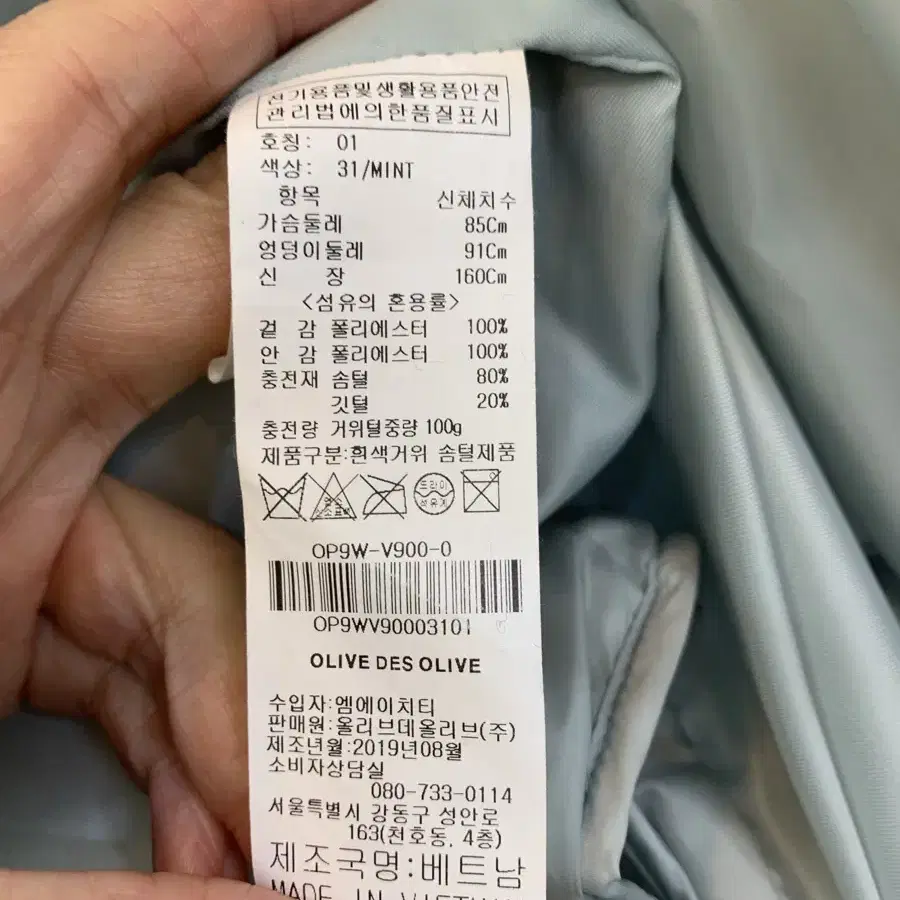 전기용품및생활용품안전
관리법에의한품질표시
호칭: 01
색상: 31/MINT
항목 신체치수
가슴둘레 85Cm
엉덩이둘레 91Cm
신 장 160Cm
<섬유의 혼용률>
겉 감 폴리에스터 100%
안 감 폴리에스터 100%
충전재 솜털 80%
깃털 20%
충전량 거위털중량 100g
제품구분:흰색거위 솜털제품
드라이
석유계
OP9W-V900-0
OP9WV90003101
OLIVE DES OLIVE
수입자:엠에이치티
판매원:올리브데올리브(주)
제조년월:2019년08월
소비자상담실
080-733-0114
서울특별시 강동구 성안로
163(천호동, 4층)
제조국명:베트남
MADE IN VIETNAM